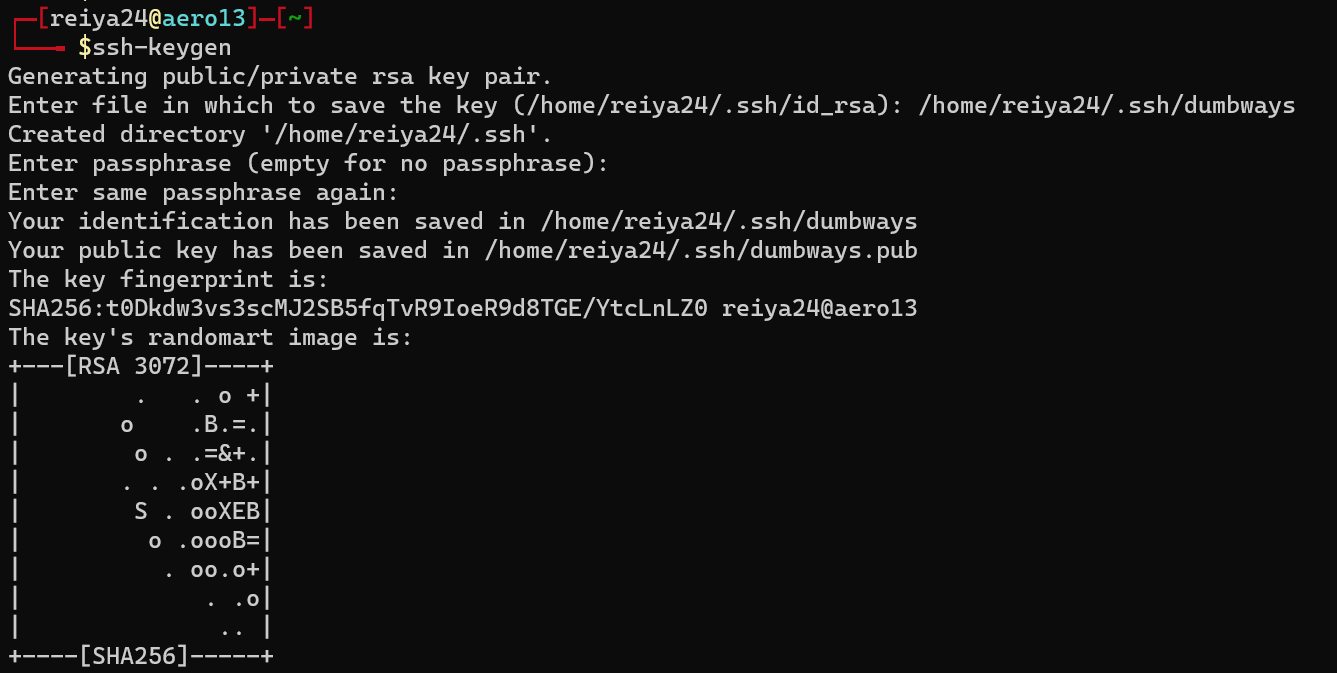 ┌─[reiya24@aero13]─[~]
└──╼ $ssh-keygen
Generating public/private rsa key pair.
Enter file in which to save the key (/home/reiya24/.ssh/id_rsa): /home/reiya24/.ssh/dumbways
Created directory '/home/reiya24/.ssh'.
Enter passphrase (empty for no passphrase):
Enter same passphrase again:
Your identification has been saved in /home/reiya24/.ssh/dumbways
Your public key has been saved in /home/reiya24/.ssh/dumbways.pub
The key fingerprint is:
SHA256:t0Dkdw3vs3scMJ2SB5fqTvR9IoeR9d8TGE/YtcLnLZ0 reiya24@aero13
The key's randomart image is:
+---[RSA 3072]----+
|        .   . o +|
|       o    .B.=.|
|        o . .=&+.|
|       . . .oX+B+|
|        S . ooXEB|
|         o .oooB=|
|          . oo.o+|
|             . .o|
|              .. |
+----[SHA256]-----+